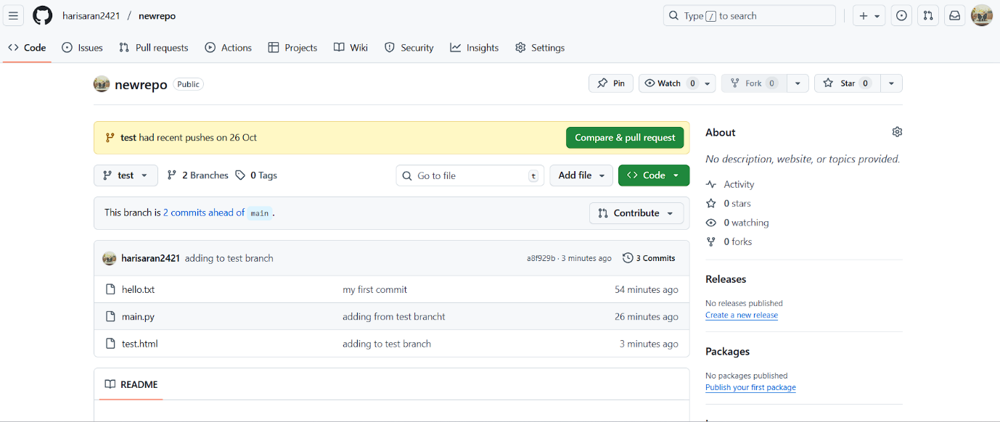 harisaran2421 / newrepo
Type / to search
Code Issues Pull requests Actions Projects Wiki Security Insights Settings
newrepo Public
Pin Watch 0 Fork 0 Star 0
test had recent pushes on 26 Oct
Compare & pull request
test 2 Branches 0 Tags
Go to file t
Add file
Code
This branch is 2 commits ahead of main .
Contribute
harisaran2421 adding to test branch a8f929b · 3 minutes ago 3 Commits
hello.txt my first commit 54 minutes ago
main.py adding from test brancht 26 minutes ago
test.html adding to test branch 3 minutes ago
README
About
No description, website, or topics provided.
Activity
0 stars
0 watching
0 forks
Releases
No releases published
Create a new release
Packages
No packages published
Publish your first package